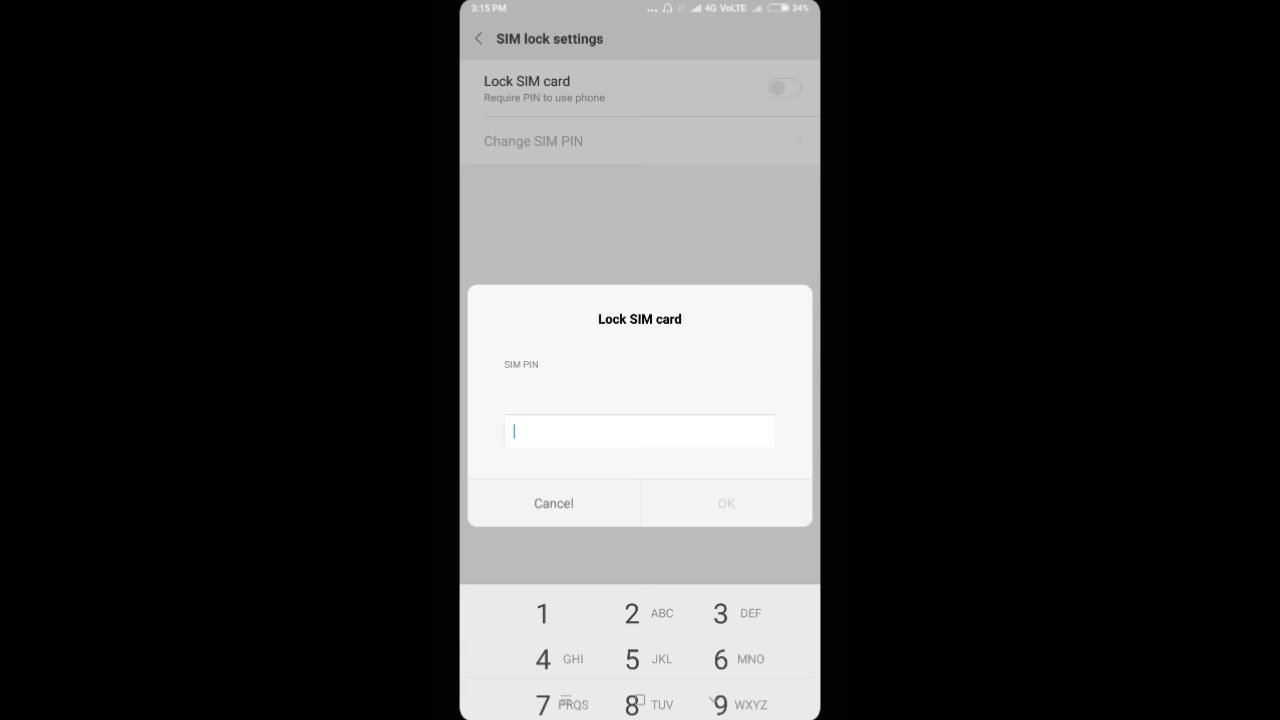 3:15 PM ... 4G VoLTE 34%
SIM lock settings
Lock SIM card
Require PIN to use phone
Change SIM PIN
Lock SIM card
SIM PIN
Cancel OK
1 2 ABC 3 DEF
4 GHI 5 JKL 6 MNO
7 PRQS 8 TUV 9 WXYZ